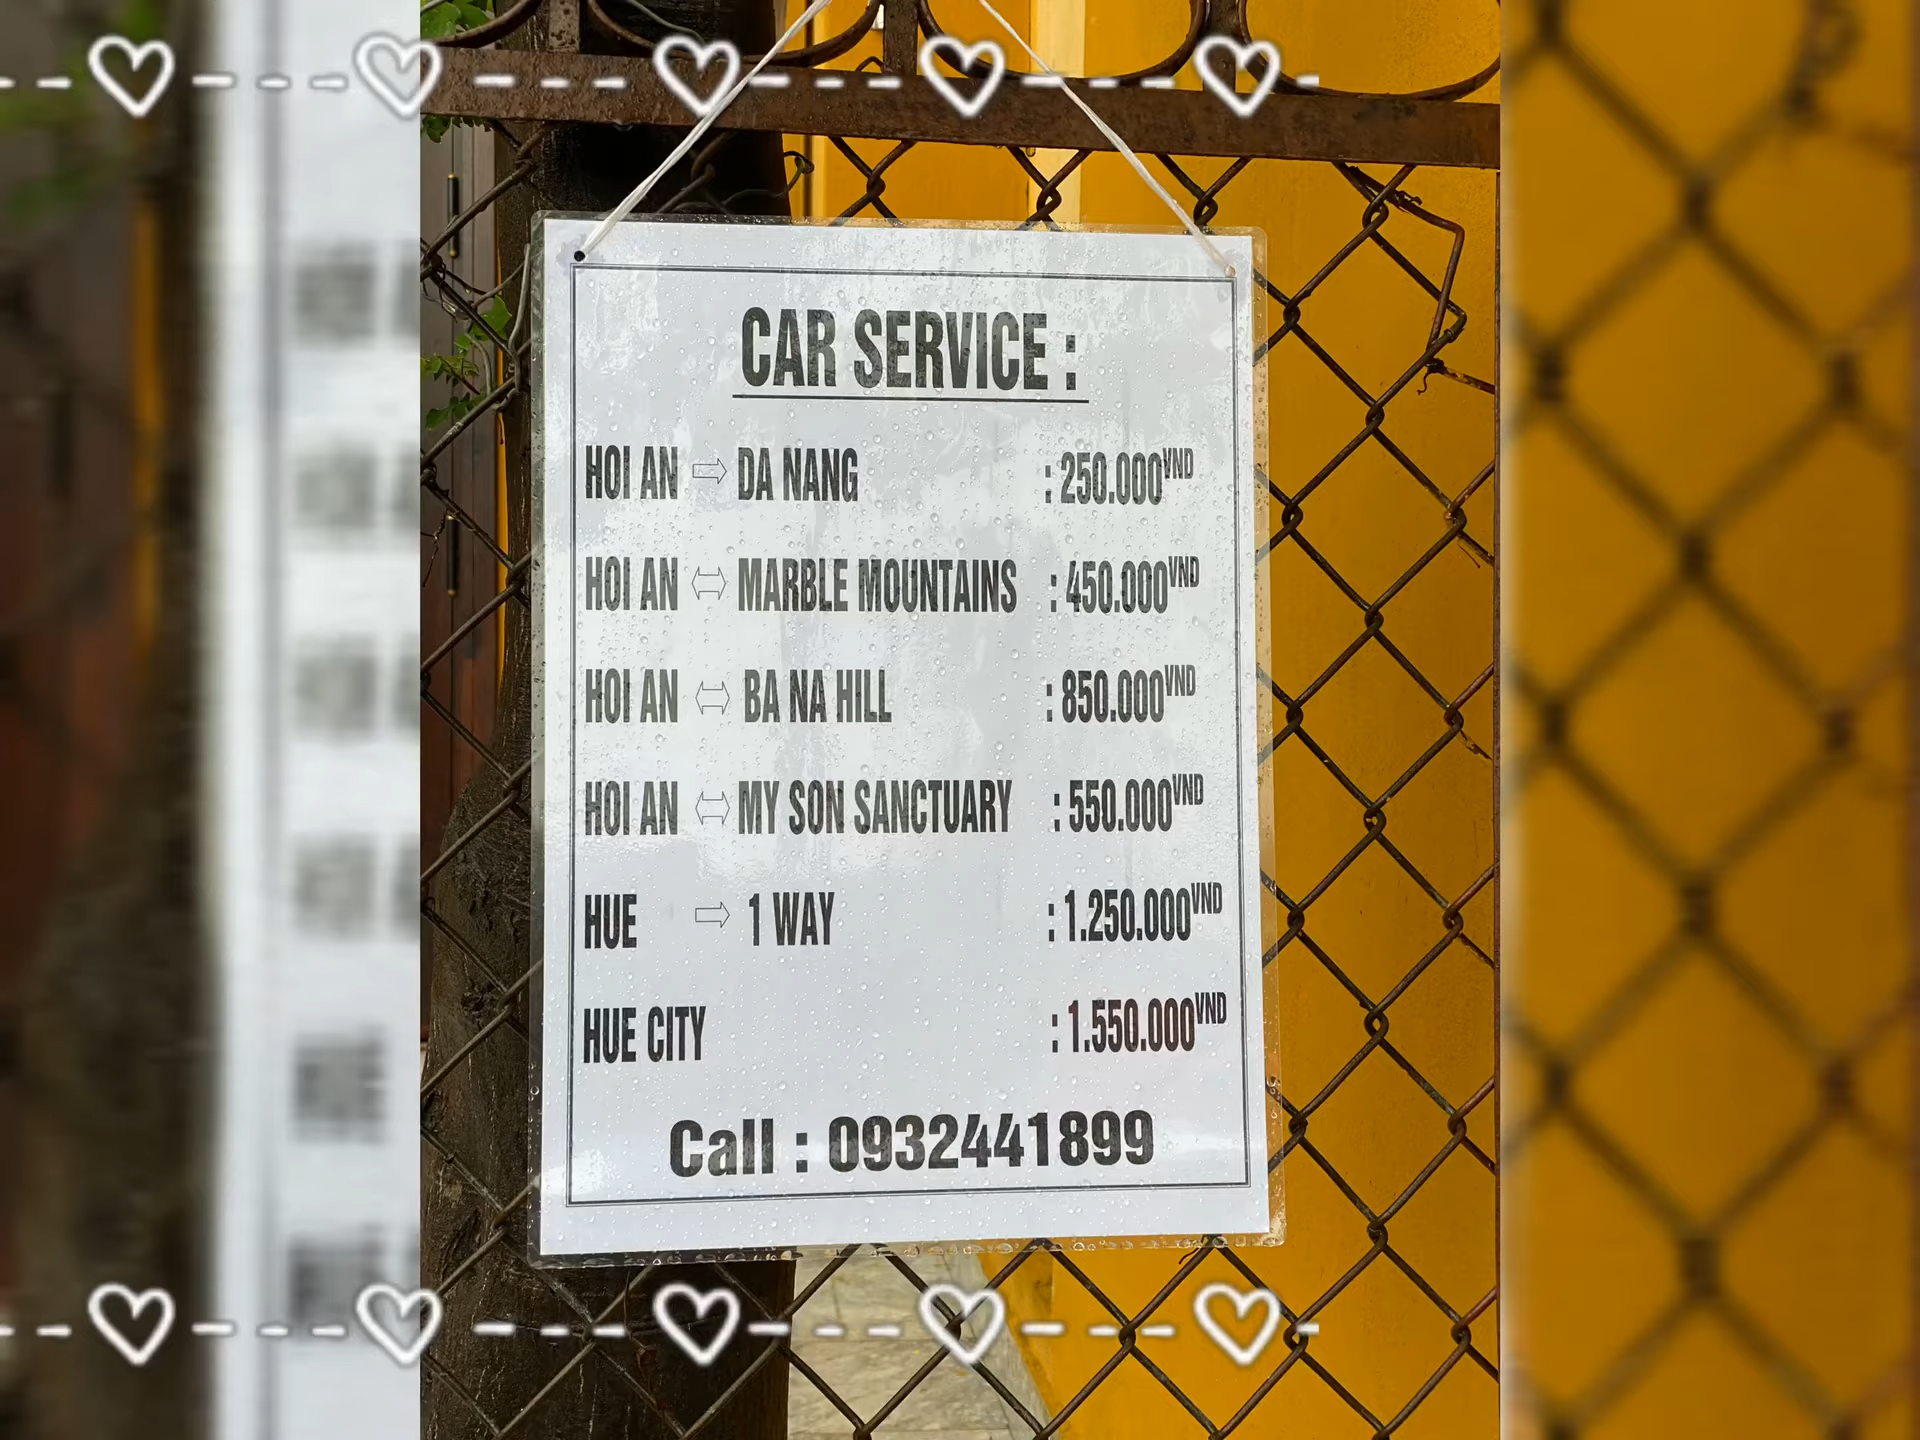 CAR SERVICE :
HOI AN ⇨ DA NANG : 250.000VND
HOI AN ⬄ MARBLE MOUNTAINS : 450.000VND
HOI AN ⬄ BA NA HILL : 850.000VND
HOI AN ⬄ MY SON SANCTUARY : 550.000VND
HUE ⇨ 1 WAY : 1.250.000VND
HUE CITY : 1.550.000VND
Call : 0932441899